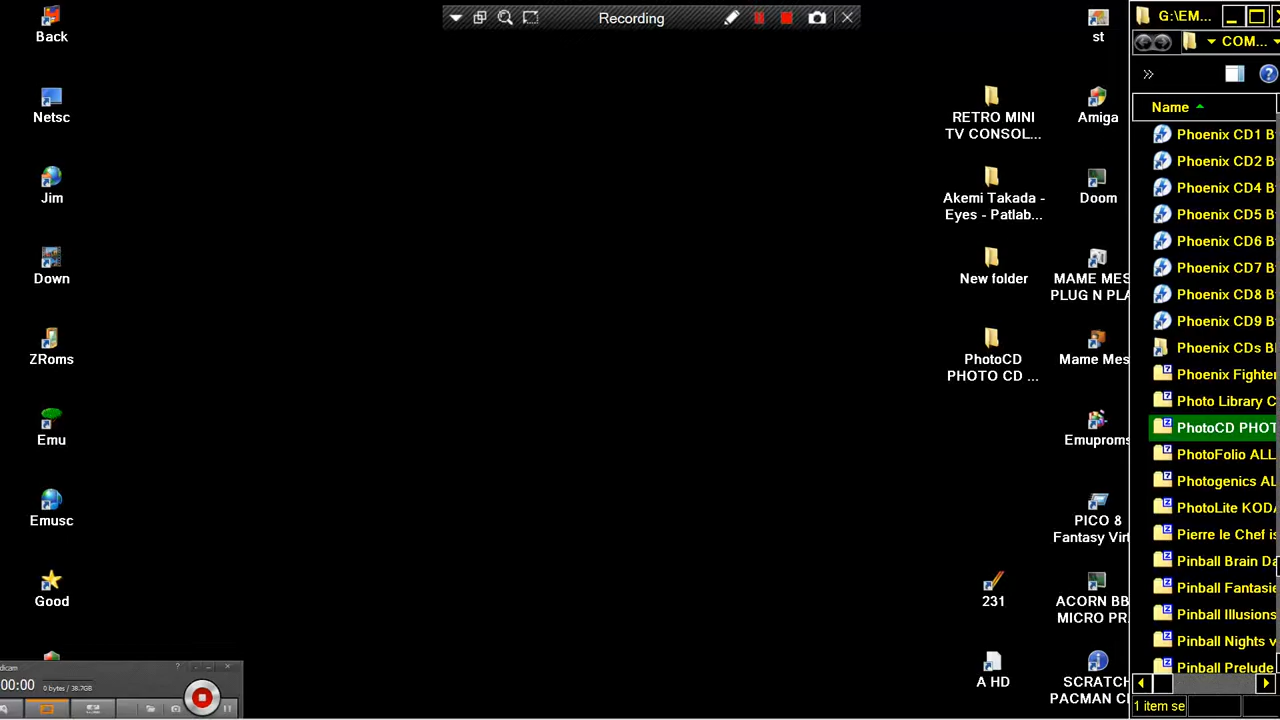 Recording
Back
Netsc
Jim
Down
ZRoms
Emu
Emusc
Good
st
RETRO MINI
TV CONSOL...
Amiga
Akemi Takada -
Eyes - Patlab...
Doom
New folder
MAME MES
PLUG N PLA
PhotoCD
PHOTO CD ...
Mame Mes
Emuproms
PICO 8
Fantasy Virt
231
ACORN BB
MICRO PR
A HD
SCRATCH
PACMAN C
G:\EM...
COM...
Name
Phoenix CD1 B
Phoenix CD2 B
Phoenix CD4 B
Phoenix CD5 B
Phoenix CD6 B
Phoenix CD7 B
Phoenix CD8 B
Phoenix CD9 B
Phoenix CDs B
Phoenix Fighter
Photo Library C
PhotoCD PHOT
PhotoFolio ALL
Photogenics AL
PhotoLite KODA
Pierre le Chef is
Pinball Brain Da
Pinball Fantasie
Pinball Illusions
Pinball Nights v
Pinball Prelude
1 item se
dicam
00:00
0 bytes / 38.7GB